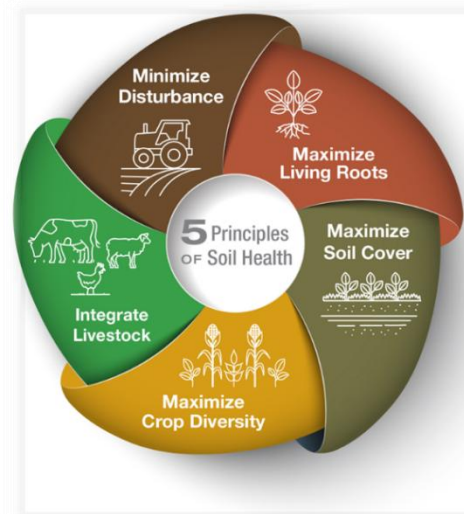 Minimize
Disturbance
Maximize
Living Roots
5 Principles
OF Soil Health
Maximize
Soil Cover
Integrate
Livestock
Maximize
Crop Diversity